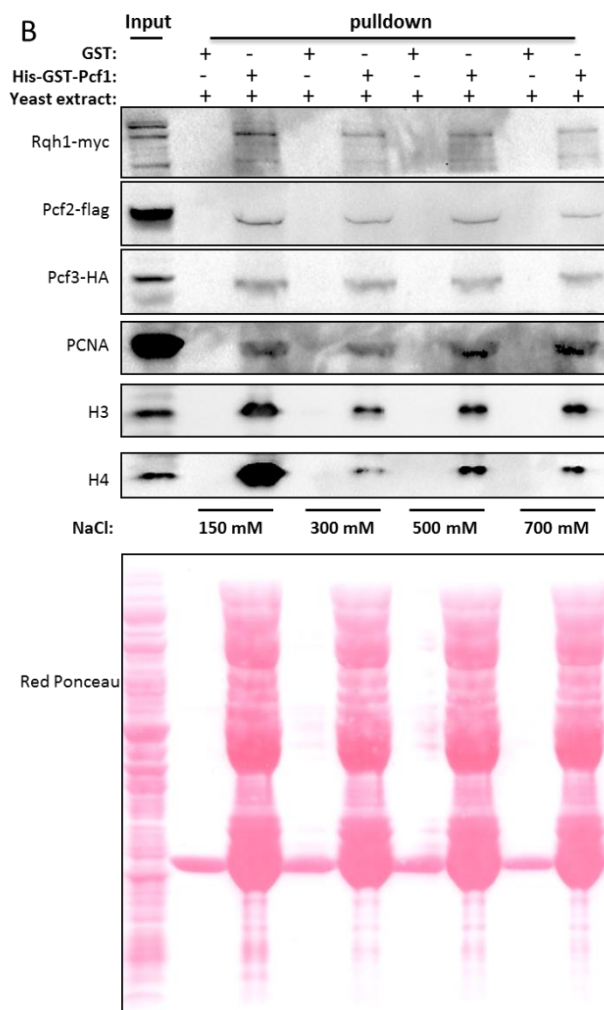 B
Input pulldown
GST: + - + - + - + -
His-GST-Pcf1: - + - + - + - +
Yeast extract: + + + + + + + +
Rqh1-myc
Pcf2-flag
Pcf3-HA
PCNA
H3
H4
NaCl: 150 mM 300 mM 500 mM 700 mM
Red Ponceau